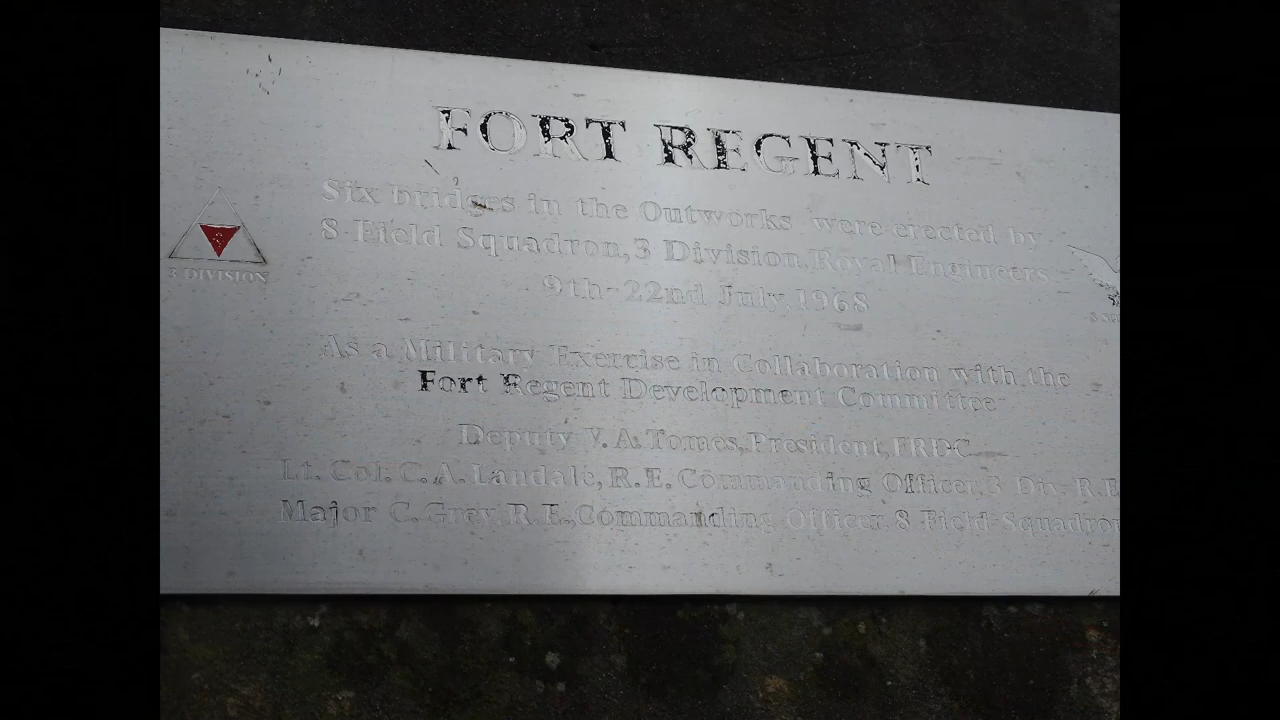 FORT REGENT
Six bridges in the Outworks were erected by
8 Field Squadron, 3 Division, Royal Engineers
9th-22nd July, 1968
3 DIVISION
As a Military Exercise in Collaboration with the
Fort Regent Development Committee
Deputy V. A. Tomes, President, FRDC
Lt. Col. C. A. Landale, R.E. Commanding Officer, 3 Div. R.E
Major C. Grey, R.E., Commanding Officer 8 Field Squadron